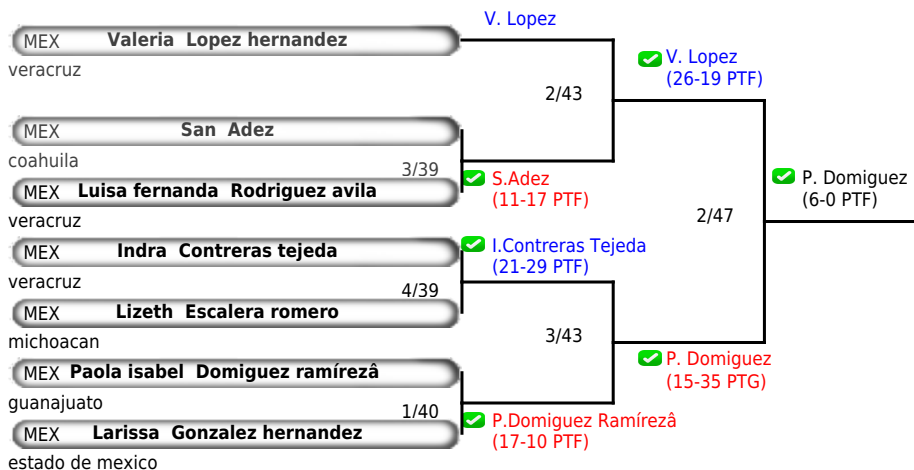 V. Lopez
MEX Valeria Lopez hernandez
veracruz
V. Lopez
(26-19 PTF)
2/43
MEX San Adez
coahuila
3/39
S.Adez
(11-17 PTF)
MEX Luisa fernanda Rodriguez avila
veracruz
P. Domiguez
(6-0 PTF)
2/47
MEX Indra Contreras tejeda
veracruz
I.Contreras Tejeda
(21-29 PTF)
4/39
MEX Lizeth Escalera romero
michoacan
3/43
P. Domiguez
(15-35 PTG)
MEX Paola isabel Domiguez ramírezâ
guanajuato
1/40
P.Domiguez Ramírezâ
(17-10 PTF)
MEX Larissa Gonzalez hernandez
estado de mexico